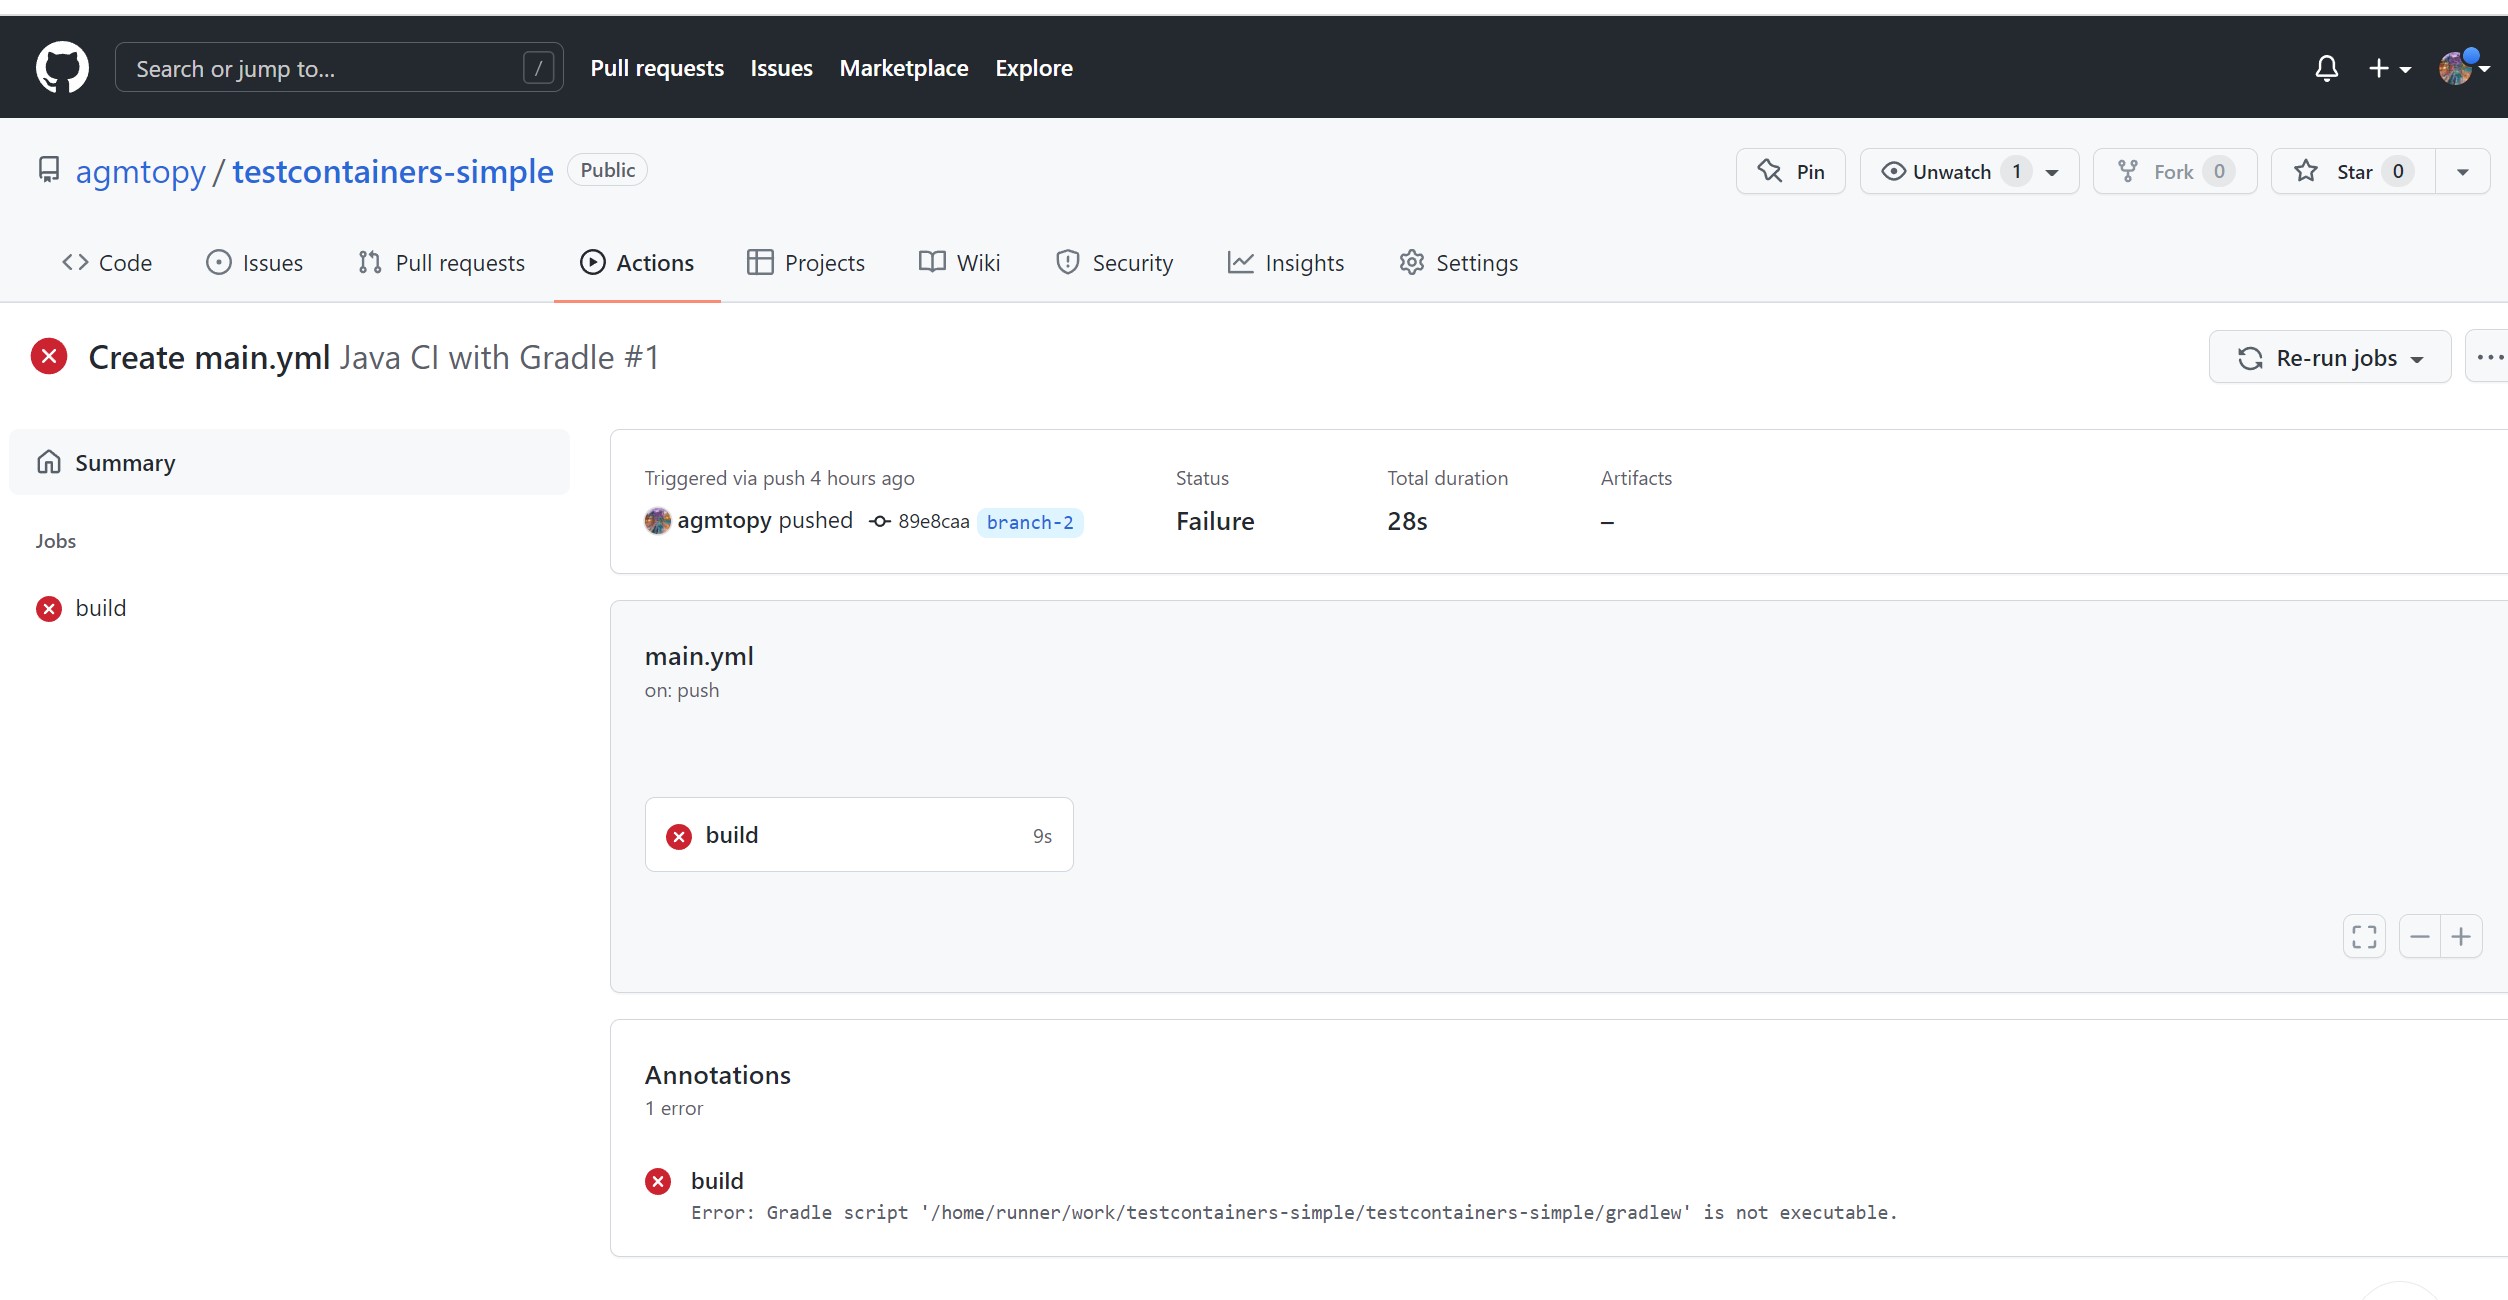 Search or jump to... /
Pull requests Issues Marketplace Explore
agmtopy / testcontainers-simple Public
Pin Unwatch 1 Fork 0 Star 0
Code Issues Pull requests Actions Projects Wiki Security Insights Settings
Create main.yml Java CI with Gradle #1
Re-run jobs
Summary
Jobs
build
Triggered via push 4 hours ago
agmtopy pushed 89e8caa branch-2
Status
Failure
Total duration
28s
Artifacts
–
main.yml
on: push
build 9s
Annotations
1 error
build
Error: Gradle script '/home/runner/work/testcontainers-simple/testcontainers-simple/gradlew' is not executable.